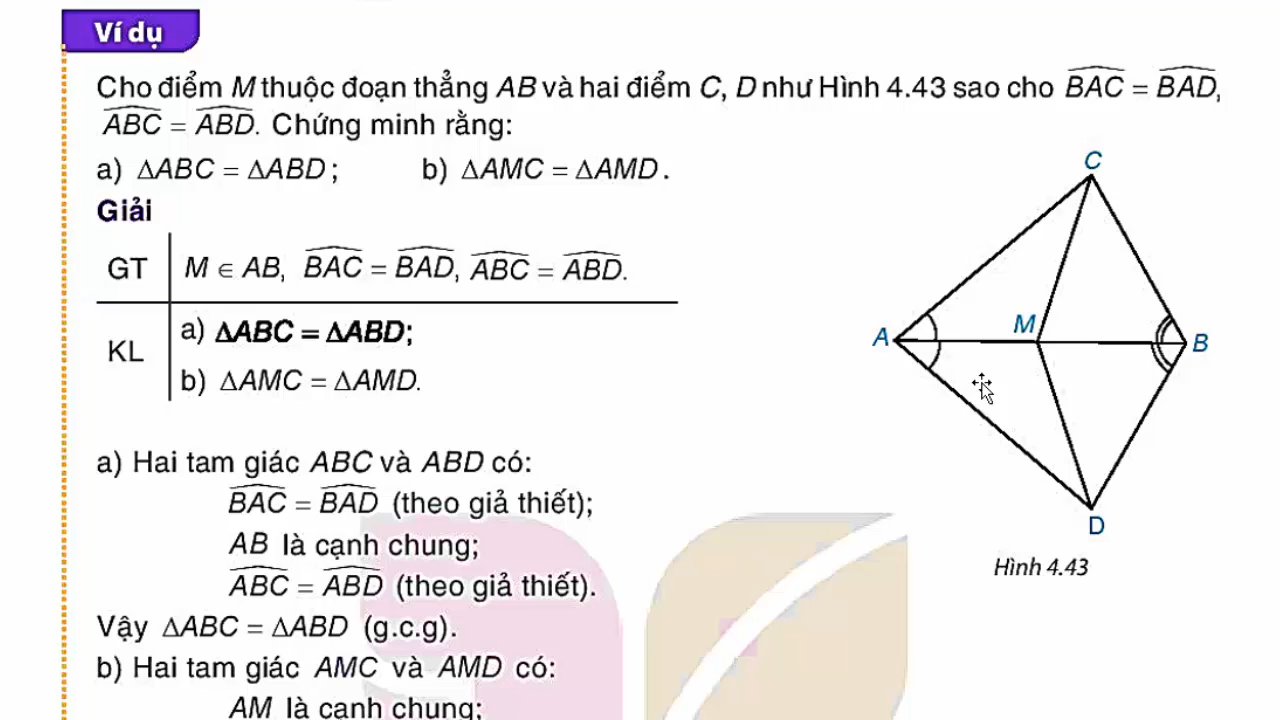 Ví dụ
Cho điểm M thuộc đoạn thẳng AB và hai điểm C, D như Hình 4.43 sao cho \widehat{BAC} = \widehat{BAD},
\widehat{ABC} = \widehat{ABD}. Chứng minh rằng:
a) ΔABC = ΔABD; b) ΔAMC = ΔAMD.
Giải
GT M ∈ AB, \widehat{BAC} = \widehat{BAD}, \widehat{ABC} = \widehat{ABD}.
KL
a) ΔABC = ΔABD;
b) ΔAMC = ΔAMD.
a) Hai tam giác ABC và ABD có:
\widehat{BAC} = \widehat{BAD} (theo giả thiết);
AB là cạnh chung;
\widehat{ABC} = \widehat{ABD} (theo giả thiết).
Vậy ΔABC = ΔABD (g.c.g).
b) Hai tam giác AMC và AMD có:
AM là cạnh chung;
C
A
M
B
D
Hình 4.43